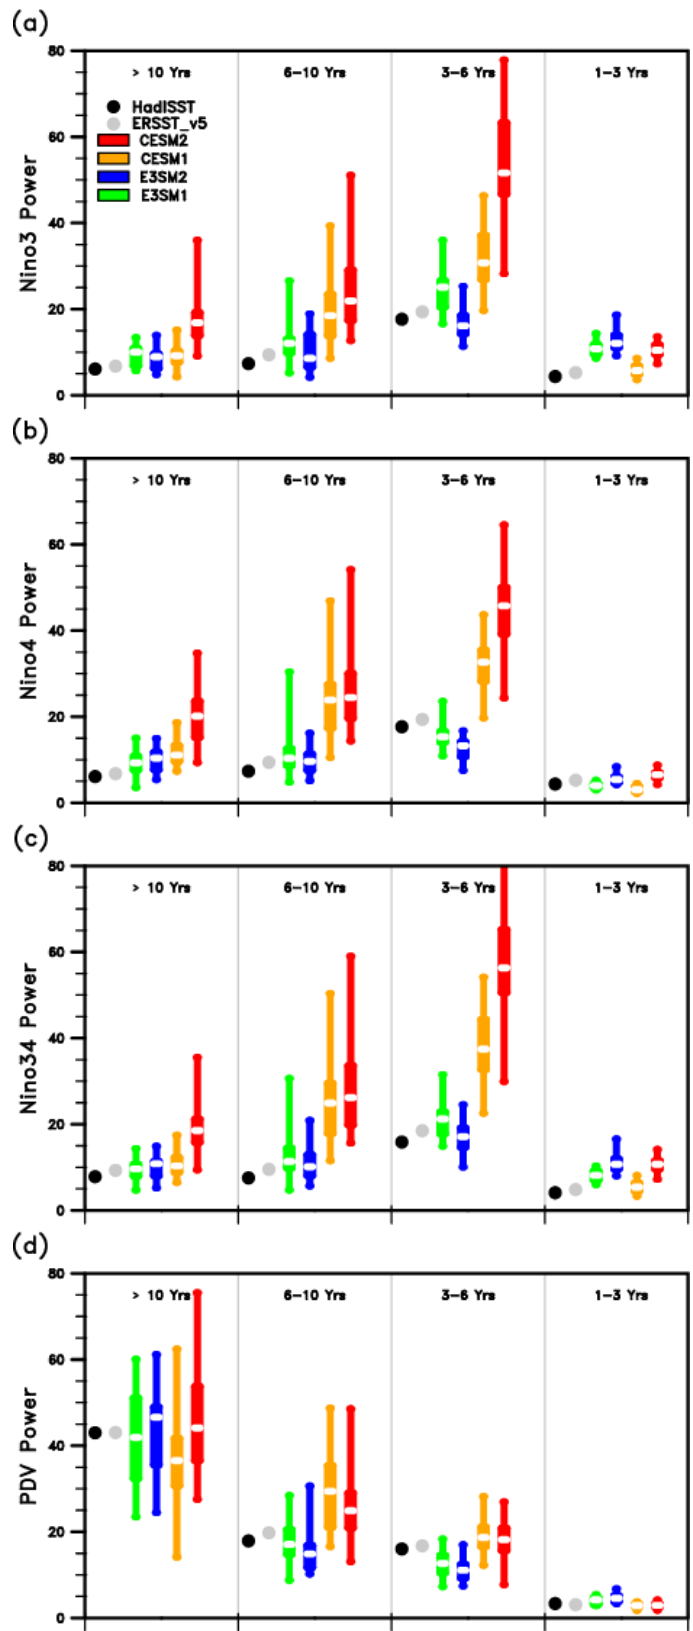 (a)
80
60
40
20
0
Nino3 Power
> 10 Yrs
6-10 Yrs
3-6 Yrs
1-3 Yrs
HadISST
ERSST_v5
CESM2
CESM1
E3SM2
E3SM1
(b)
80
60
40
20
0
Nino4 Power
> 10 Yrs
6-10 Yrs
3-6 Yrs
1-3 Yrs
(c)
80
60
40
20
0
Nino34 Power
> 10 Yrs
6-10 Yrs
3-6 Yrs
1-3 Yrs
(d)
80
60
40
20
0
PDV Power
> 10 Yrs
6-10 Yrs
3-6 Yrs
1-3 Yrs